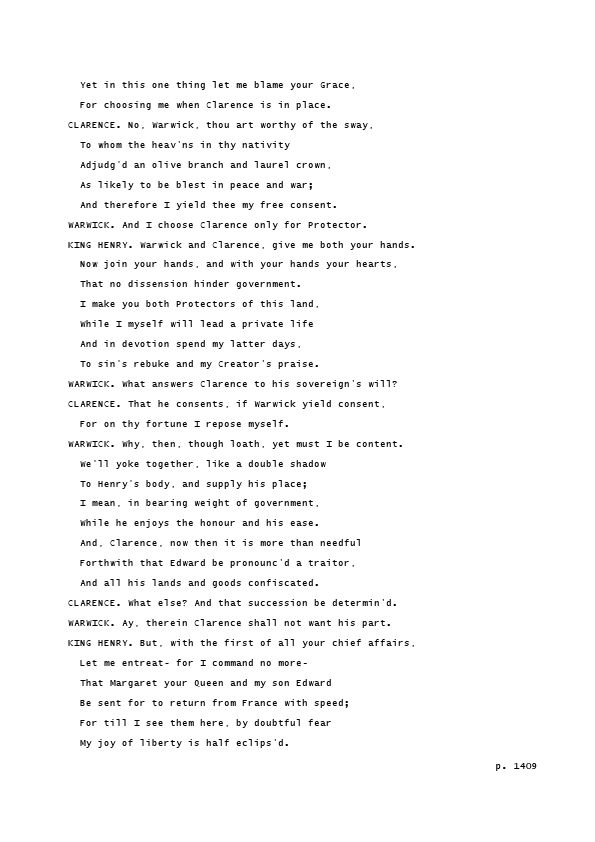 Yet in this one thing let me blame your Grace,
For choosing me when Clarence is in place.
CLARENCE. No, Warwick, thou art worthy of the sway,
To whom the heav'ns in thy nativity
Adjudg'd an olive branch and laurel crown,
As likely to be blest in peace and war;
And therefore I yield thee my free consent.
WARWICK. And I choose Clarence only for Protector.
KING HENRY. Warwick and Clarence, give me both your hands.
Now join your hands, and with your hands your hearts,
That no dissension hinder government.
I make you both Protectors of this land,
While I myself will lead a private life
And in devotion spend my latter days,
To sin's rebuke and my Creator's praise.
WARWICK. What answers Clarence to his sovereign's will?
CLARENCE. That he consents, if Warwick yield consent,
For on thy fortune I repose myself.
WARWICK. Why, then, though loath, yet must I be content.
We'll yoke together, like a double shadow
To Henry's body, and supply his place;
I mean, in bearing weight of government,
While he enjoys the honour and his ease.
And, Clarence, now then it is more than needful
Forthwith that Edward be pronounc'd a traitor,
And all his lands and goods confiscated.
CLARENCE. What else? And that succession be determin'd.
WARWICK. Ay, therein Clarence shall not want his part.
KING HENRY. But, with the first of all your chief affairs,
Let me entreat- for I command no more-
That Margaret your Queen and my son Edward
Be sent for to return from France with speed;
For till I see them here, by doubtful fear
My joy of liberty is half eclips'd.
p. 1409